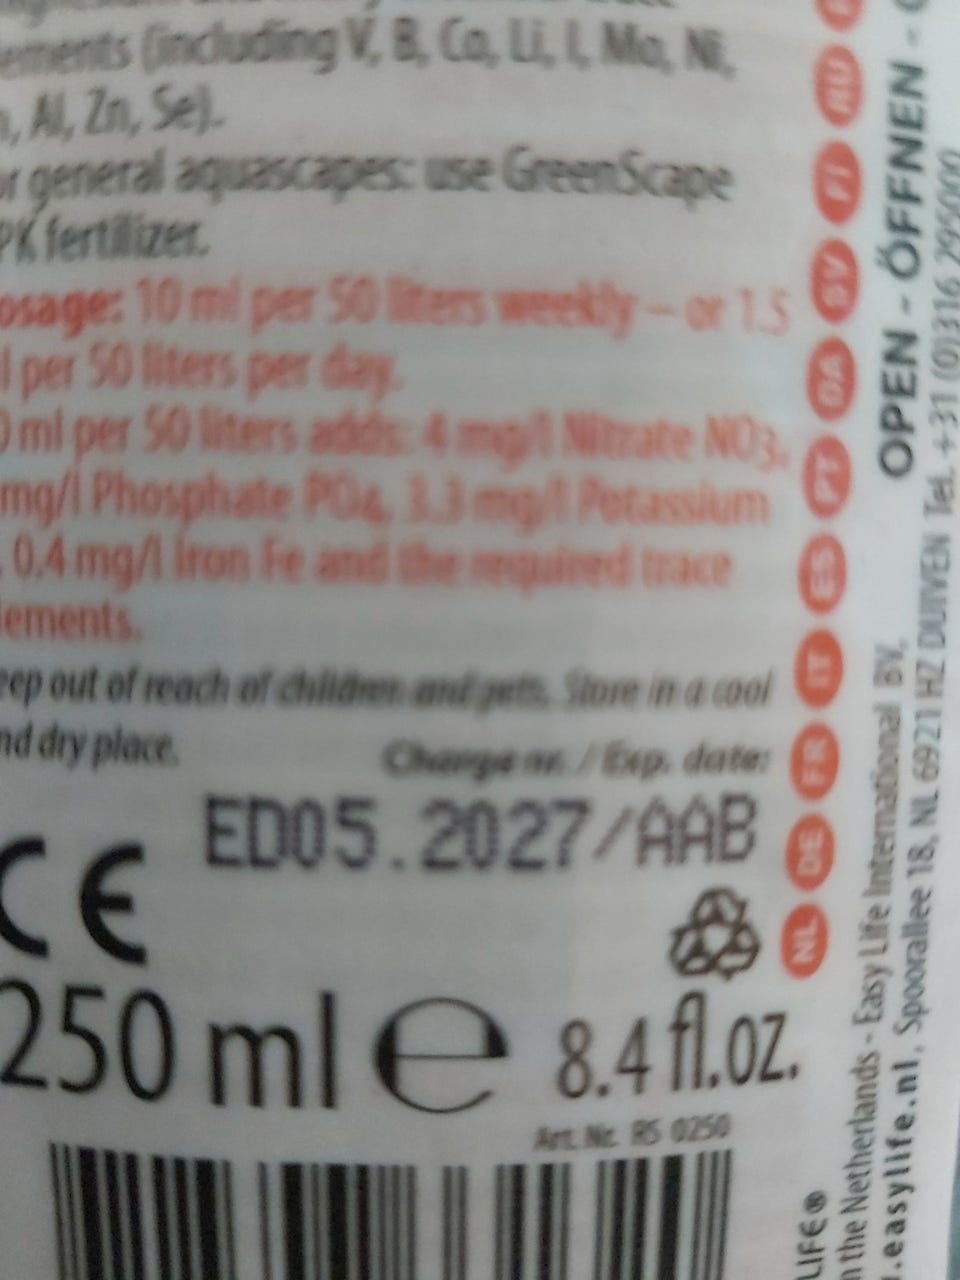 ements (including V, B, Co, Li, I, Mo, Ni,
n, Al, Zn, Se).
or general aquascapes: use GreenScape
PK fertilizer.
osage: 10 ml per 50 liters weekly – or 1.5
l per 50 liters per day.
0 ml per 50 liters adds: 4 mg/l Nitrate NO3,
mg/l Phosphate PO4, 3.3 mg/l Potassium
, 0.4 mg/l Iron Fe and the required trace
lements.
eep out of reach of children and pets. Store in a cool
nd dry place.
Charge nr. / Exp. date:
ED05.2027/AAB
CE
250 ml e 8.4 fl.oz.
Art. Nr. RS 0250
RU
FI
SV
DA
PT
ES
IT
FR
DE
NL
OPEN - ÖFFNEN -
LIFE®
n the Netherlands - Easy Life International BV,
.easylife.nl, Spoorallee 18, NL 6921 HZ DUIVEN Tel. +31 (0)316 295000